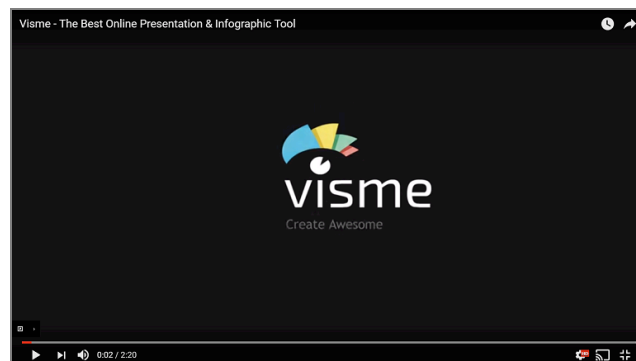 Visme - The Best Online Presentation & Infographic Tool
visme
Create Awesome
0:02 / 2:20